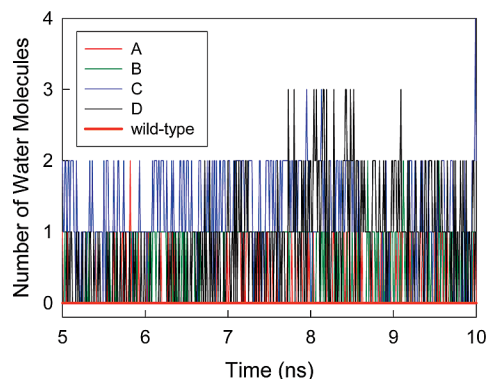 4
3
2
1
0
Number of Water Molecules
A
B
C
D
wild-type
5 6 7 8 9 10
Time (ns)